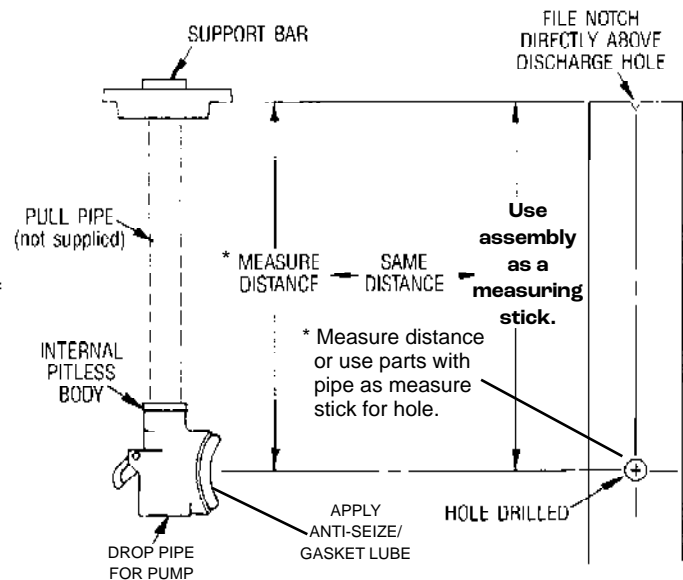 SUPPORT BAR
FILE NOTCH
DIRECTLY ABOVE
DISCHARGE HOLE
PULL PIPE
(not supplied)
* MEASURE
DISTANCE
SAME
DISTANCE
Use
assembly
as a
measuring
stick.
* Measure distance
or use parts with
pipe as measure
stick for hole.
INTERNAL
PITLESS
BODY
APPLY
ANTI-SEIZE/
GASKET LUBE
HOLE DRILLED
DROP PIPE
FOR PUMP